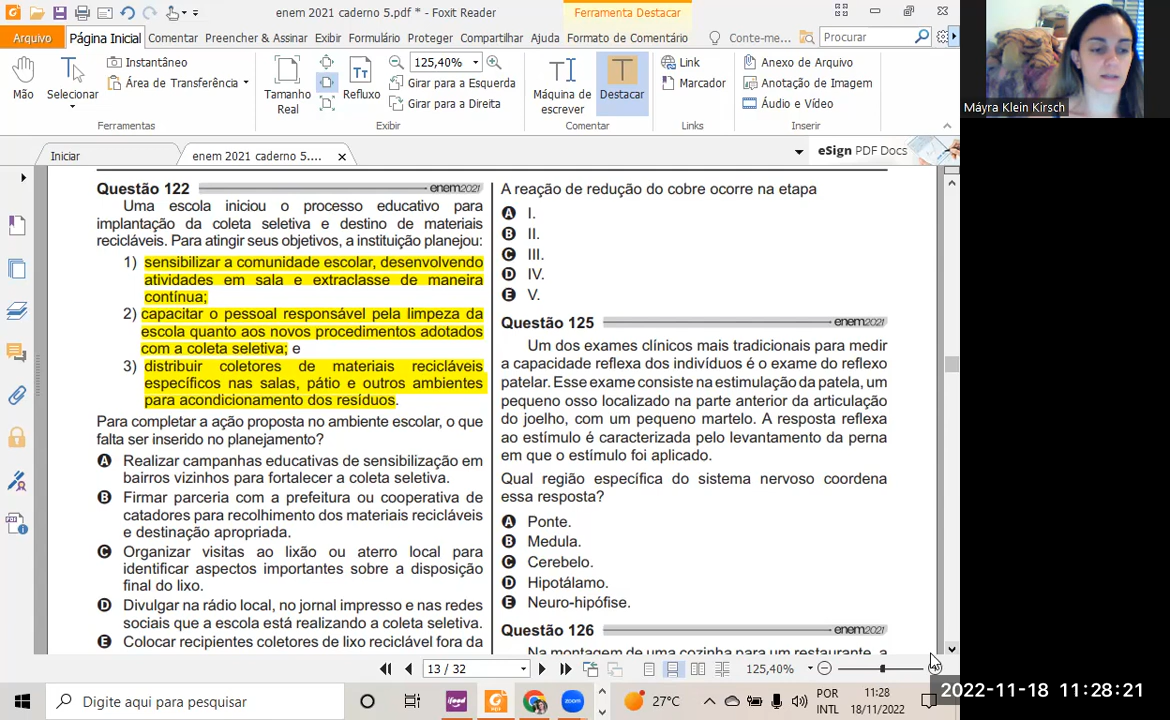 enem 2021 caderno 5.pdf * - Foxit Reader
Ferramenta Destacar
Arquivo
Página Inicial
Comentar
Preencher & Assinar
Exibir
Formulário
Proteger
Compartilhar
Ajuda
Formato de Comentário
Conte-me...
Procurar
Mão
Selecionar
Instantâneo
Área de Transferência
Ferramentas
Tamanho Real
Refluxo
125,40%
Girar para a Esquerda
Girar para a Direita
Exibir
Máquina de escrever
Destacar
Comentar
Link
Marcador
Links
Anexo de Arquivo
Anotação de Imagem
Áudio e Vídeo
Inserir
Máyra Klein Kirsch
Iniciar
enem 2021 caderno 5....
eSign PDF Docs
Questão 122 enem2021
Uma escola iniciou o processo educativo para
implantação da coleta seletiva e destino de materiais
recicláveis. Para atingir seus objetivos, a instituição planejou:
1) sensibilizar a comunidade escolar, desenvolvendo
atividades em sala e extraclasse de maneira
contínua;
2) capacitar o pessoal responsável pela limpeza da
escola quanto aos novos procedimentos adotados
com a coleta seletiva; e
3) distribuir coletores de materiais recicláveis
específicos nas salas, pátio e outros ambientes
para acondicionamento dos resíduos.
Para completar a ação proposta no ambiente escolar, o que
falta ser inserido no planejamento?
A Realizar campanhas educativas de sensibilização em
bairros vizinhos para fortalecer a coleta seletiva.
B Firmar parceria com a prefeitura ou cooperativa de
catadores para recolhimento dos materiais recicláveis
e destinação apropriada.
C Organizar visitas ao lixão ou aterro local para
identificar aspectos importantes sobre a disposição
final do lixo.
D Divulgar na rádio local, no jornal impresso e nas redes
sociais que a escola está realizando a coleta seletiva.
E Colocar recipientes coletores de lixo reciclável fora da
A reação de redução do cobre ocorre na etapa
A I.
B II.
C III.
D IV.
E V.
Questão 125 enem2021
Um dos exames clínicos mais tradicionais para medir
a capacidade reflexa dos indivíduos é o exame do reflexo
patelar. Esse exame consiste na estimulação da patela, um
pequeno osso localizado na parte anterior da articulação
do joelho, com um pequeno martelo. A resposta reflexa
ao estímulo é caracterizada pelo levantamento da perna
em que o estímulo foi aplicado.
Qual região específica do sistema nervoso coordena
essa resposta?
A Ponte.
B Medula.
C Cerebelo.
D Hipotálamo.
E Neuro-hipófise.
Questão 126 enem2021
Na montagem de uma cozinha para um restaurante, a
13 / 32
125,40%
Digite aqui para pesquisar
27°C
POR
INTL
11:28
18/11/2022
2022-11-18 11:28:21